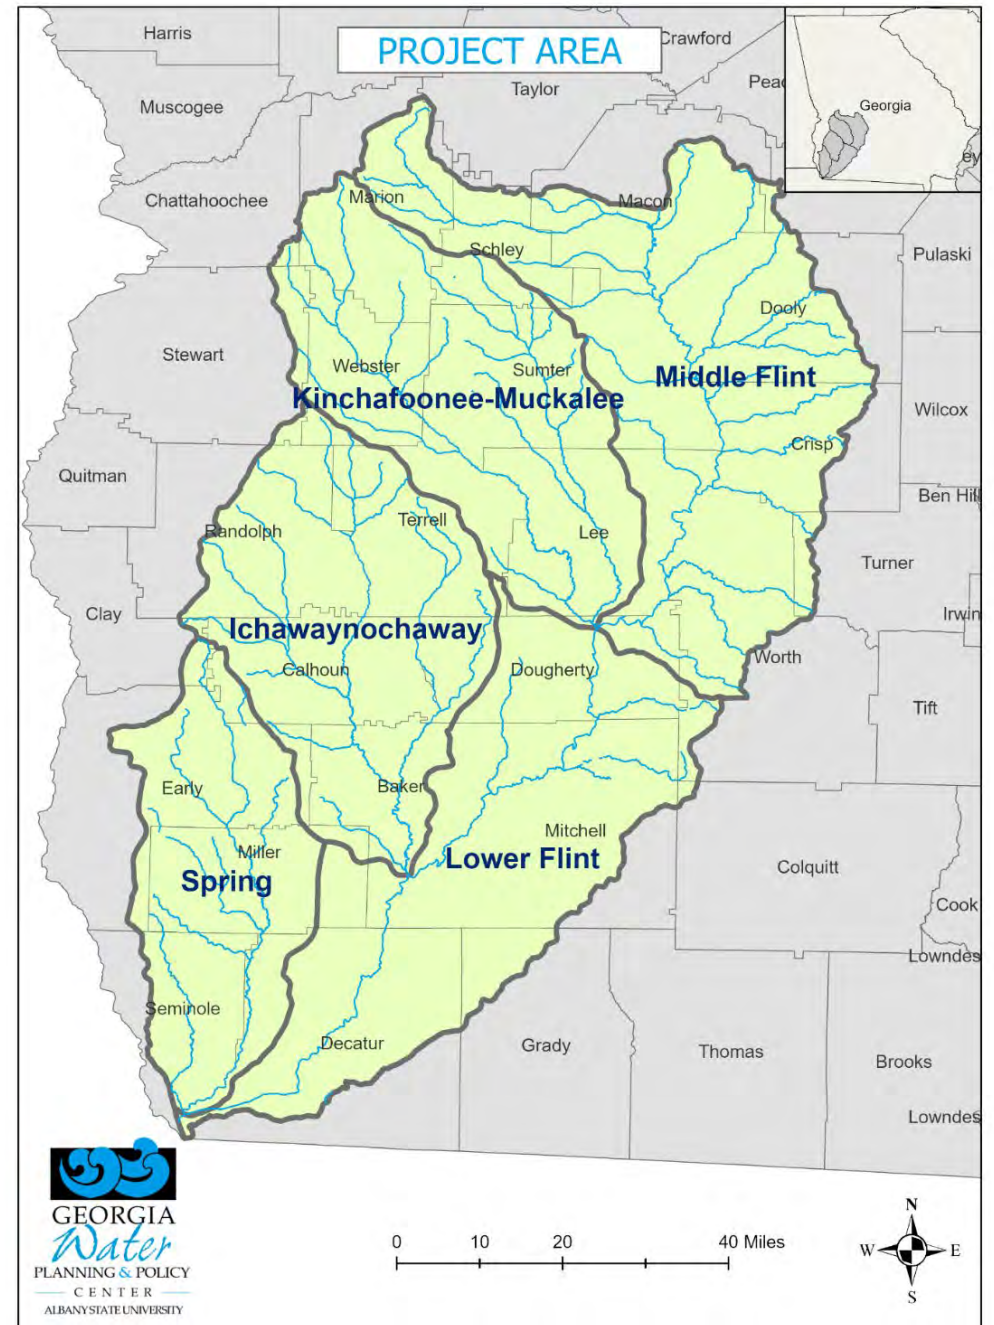 PROJECT AREA
Harris
Crawford
Taylor
Peac
Muscogee
Georgia
ey
Chattahoochee
Marion
Macon
Schley
Pulaski
Dooly
Stewart
Webster
Sumter
Middle Flint
Kinchafoonee-Muckalee
Wilcox
Crisp
Quitman
Ben Hill
Randolph
Terrell
Lee
Turner
Clay
Irwin
Ichawaynochaway
Calhoun
Dougherty
Worth
Tift
Early
Baker
Mitchell
Miller
Lower Flint
Colquitt
Spring
Cook
Lowndes
Seminole
Decatur
Grady
Thomas
Brooks
Lowndes
GEORGIA
Water
PLANNING & POLICY
CENTER
ALBANY STATE UNIVERSITY
0 10 20 40 Miles
N
W E
S